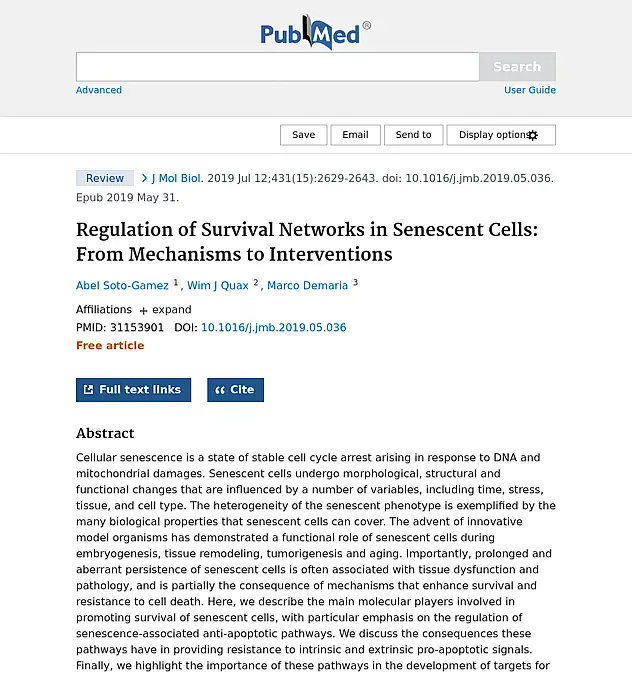 PubMed®
Search
Advanced
User Guide
Save
Email
Send to
Display options
Review
J Mol Biol. 2019 Jul 12;431(15):2629-2643. doi: 10.1016/j.jmb.2019.05.036.
Epub 2019 May 31.
Regulation of Survival Networks in Senescent Cells:
From Mechanisms to Interventions
Abel Soto-Gamez 1, Wim J Quax 2, Marco Demaria 3
Affiliations + expand
PMID: 31153901 DOI: 10.1016/j.jmb.2019.05.036
Free article
Full text links
Cite
Abstract
Cellular senescence is a state of stable cell cycle arrest arising in response to DNA and
mitochondrial damages. Senescent cells undergo morphological, structural and
functional changes that are influenced by a number of variables, including time, stress,
tissue, and cell type. The heterogeneity of the senescent phenotype is exemplified by the
many biological properties that senescent cells can cover. The advent of innovative
model organisms has demonstrated a functional role of senescent cells during
embryogenesis, tissue remodeling, tumorigenesis and aging. Importantly, prolonged and
aberrant persistence of senescent cells is often associated with tissue dysfunction and
pathology, and is partially the consequence of mechanisms that enhance survival and
resistance to cell death. Here, we describe the main molecular players involved in
promoting survival of senescent cells, with particular emphasis on the regulation of
senescence-associated anti-apoptotic pathways. We discuss the consequences these
pathways have in providing resistance to intrinsic and extrinsic pro-apoptotic signals.
Finally, we highlight the importance of these pathways in the development of targets for